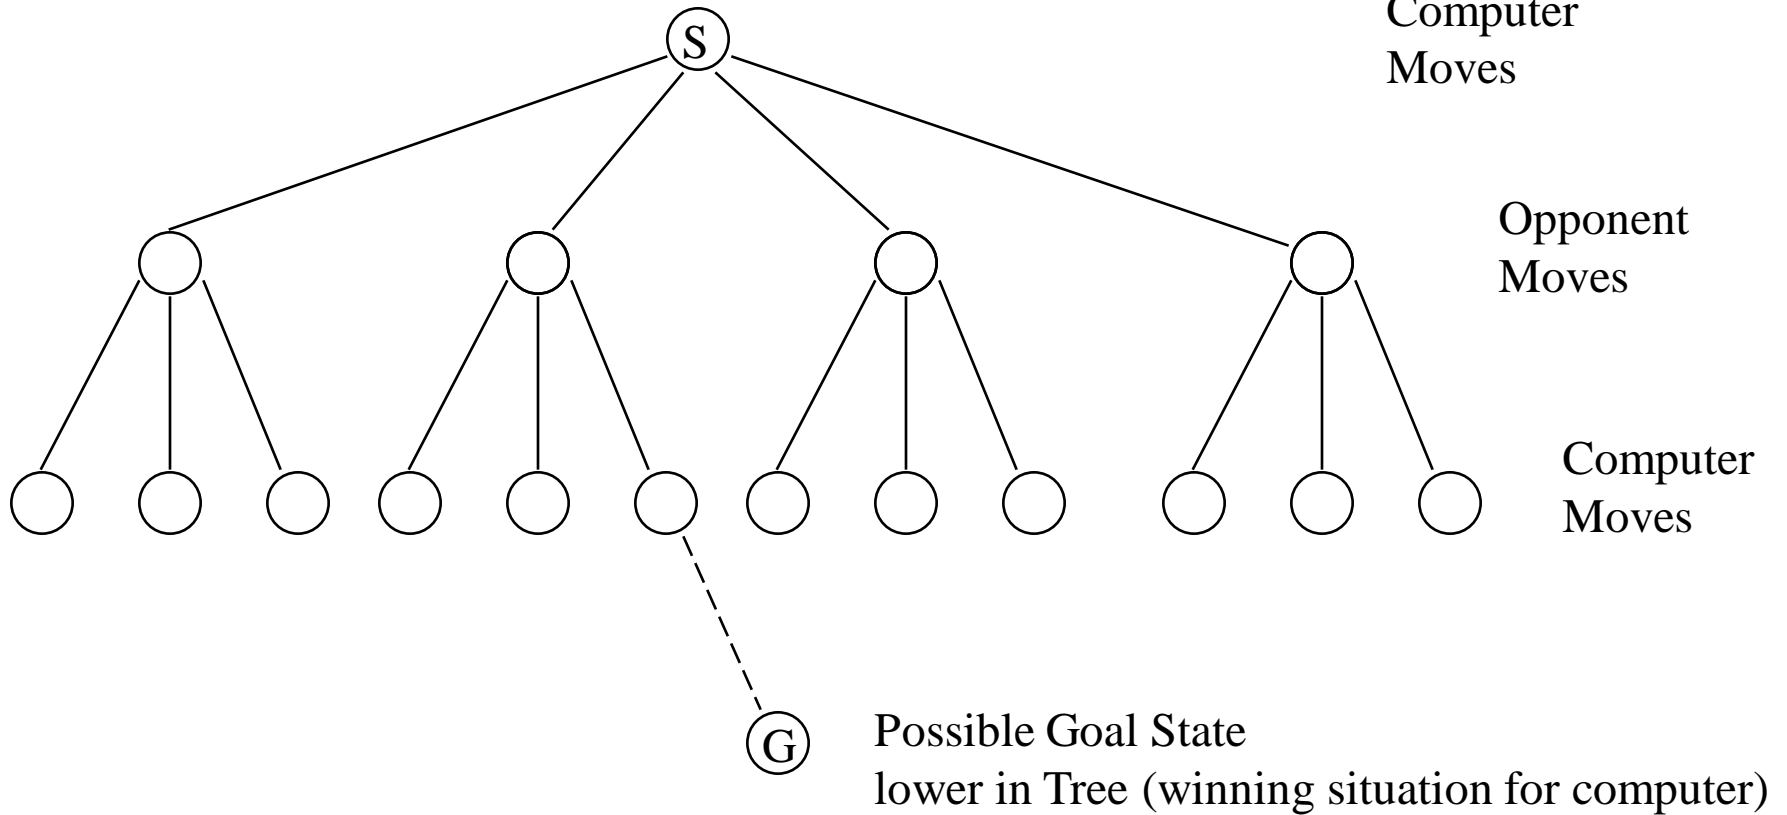 Computer
S
Moves
Opponent
Moves
Computer
Moves
G
Possible Goal State
lower in Tree (winning situation for computer)